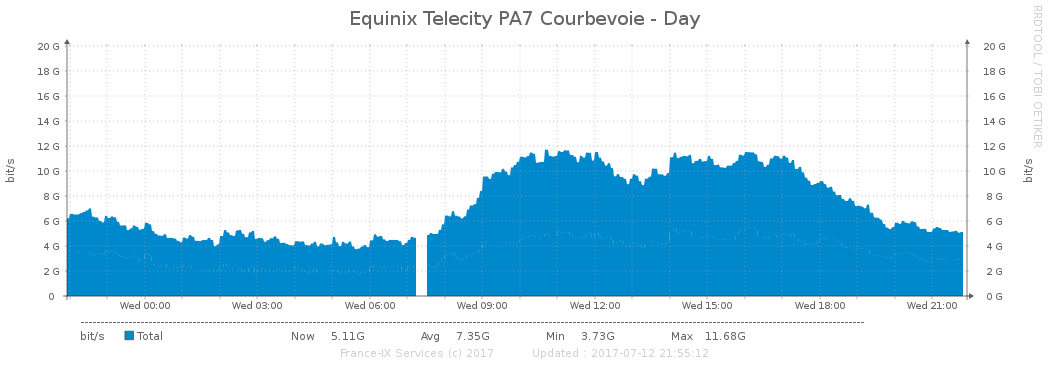 Equinix Telecity PA7 Courbevoie - Day
RRDTOOL / TOBI OETIKER
20 G 20 G
18 G 18 G
16 G 16 G
14 G 14 G
12 G 12 G
10 G 10 G
8 G 8 G
6 G 6 G
4 G 4 G
2 G 2 G
0 0 G
bit/s bit/s
Wed 00:00 Wed 03:00 Wed 06:00 Wed 09:00 Wed 12:00 Wed 15:00 Wed 18:00 Wed 21:00
bit/s Total Now 5.11G Avg 7.35G Min 3.73G Max 11.68G
France-IX Services (c) 2017 Updated : 2017-07-12 21:55:12